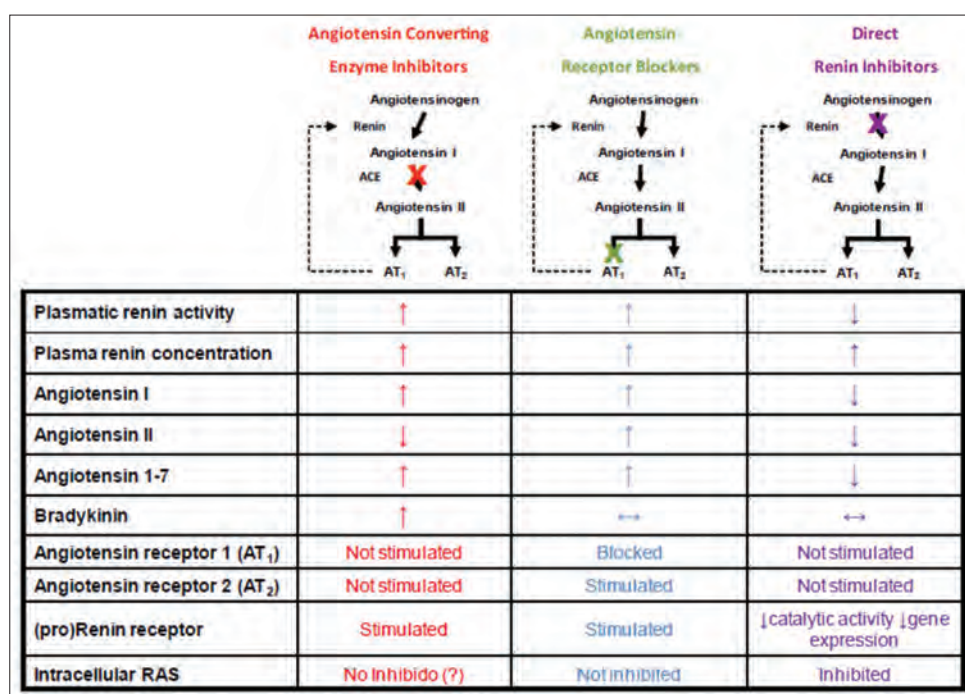 Angiotensin Converting
Enzyme Inhibitors
Angiotensinogen
Renin
Angiotensin I
ACE
X
Angiotensin II
AT₁ AT₂
Angiotensin
Receptor Blockers
Angiotensinogen
Renin
Angiotensin I
ACE
Angiotensin II
X
AT₁ AT₂
Direct
Renin Inhibitors
Angiotensinogen
X
Renin
Angiotensin I
ACE
Angiotensin II
AT₁ AT₂
Plasmatic renin activity ↑ ↑ ↓
Plasma renin concentration ↑ ↑ ↑
Angiotensin I ↑ ↑ ↓
Angiotensin II ↓ ↑ ↓
Angiotensin 1-7 ↑ ↑ ↓
Bradykinin ↑ ↔ ↔
Angiotensin receptor 1 (AT₁) Not stimulated Blocked Not stimulated
Angiotensin receptor 2 (AT₂) Not stimulated Stimulated Not stimulated
(pro)Renin receptor Stimulated Stimulated ↓catalytic activity ↓gene
expression
Intracellular RAS No Inhibido (?) Not inhibited Inhibited